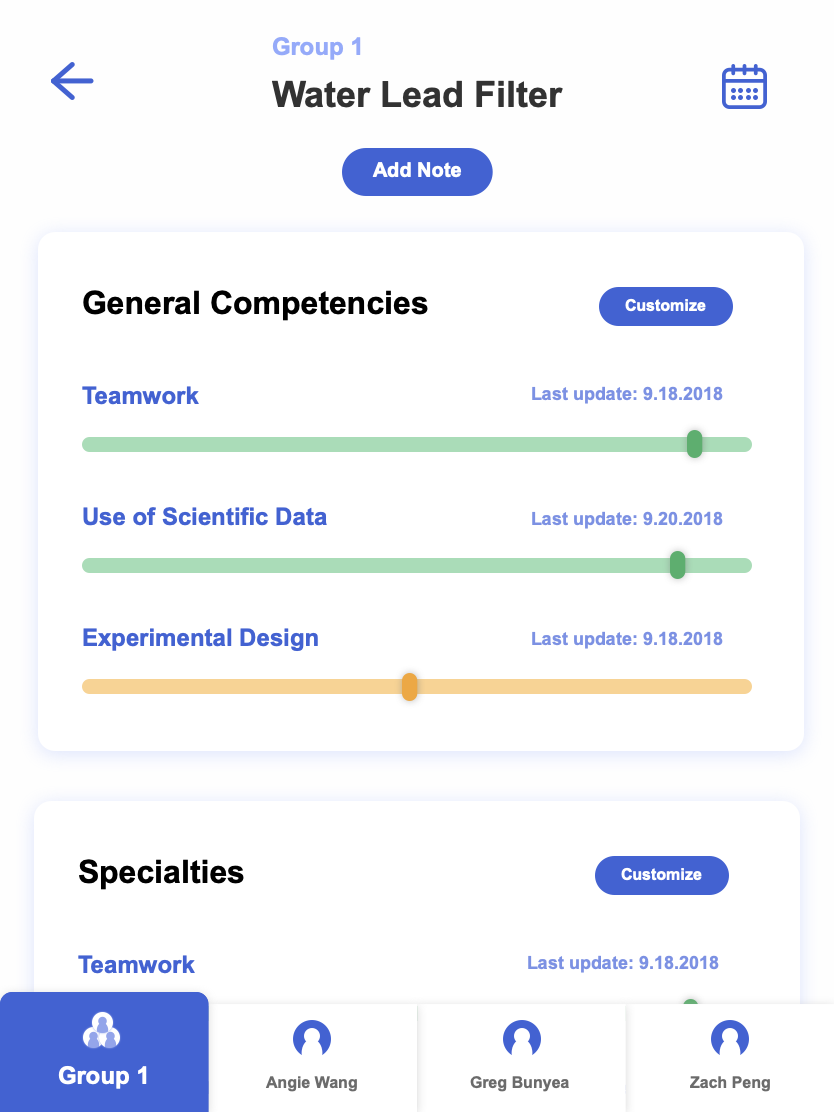 Group 1
Water Lead Filter
Add Note
General Competencies
Customize
Teamwork
Last update: 9.18.2018
Use of Scientific Data
Last update: 9.20.2018
Experimental Design
Last update: 9.18.2018
Specialties
Customize
Teamwork
Last update: 9.18.2018
Group 1
Angie Wang
Greg Bunyea
Zach Peng